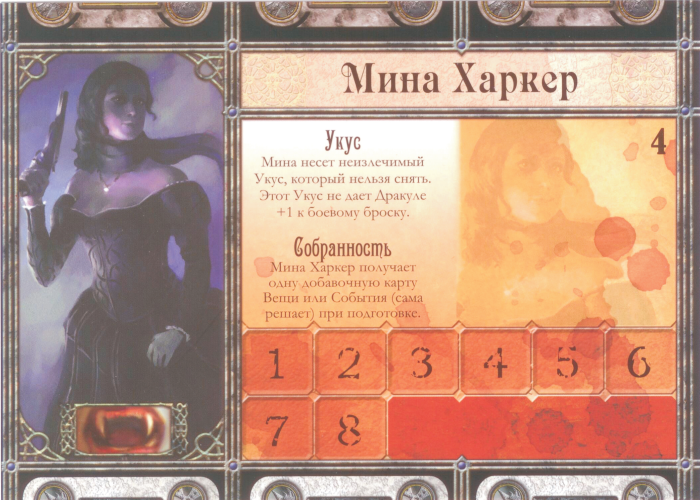 Мина Харкер
Укус
4
Мина несет неизлечимый
Укус, который нельзя снять.
Этот Укус не дает Дракуле
+1 к боевому броску.
Собранность
Мина Харкер получает
одну добавочную карту
Вещи или События (сама
решает) при подготовке.
1 2 3 4 5 6
7 8